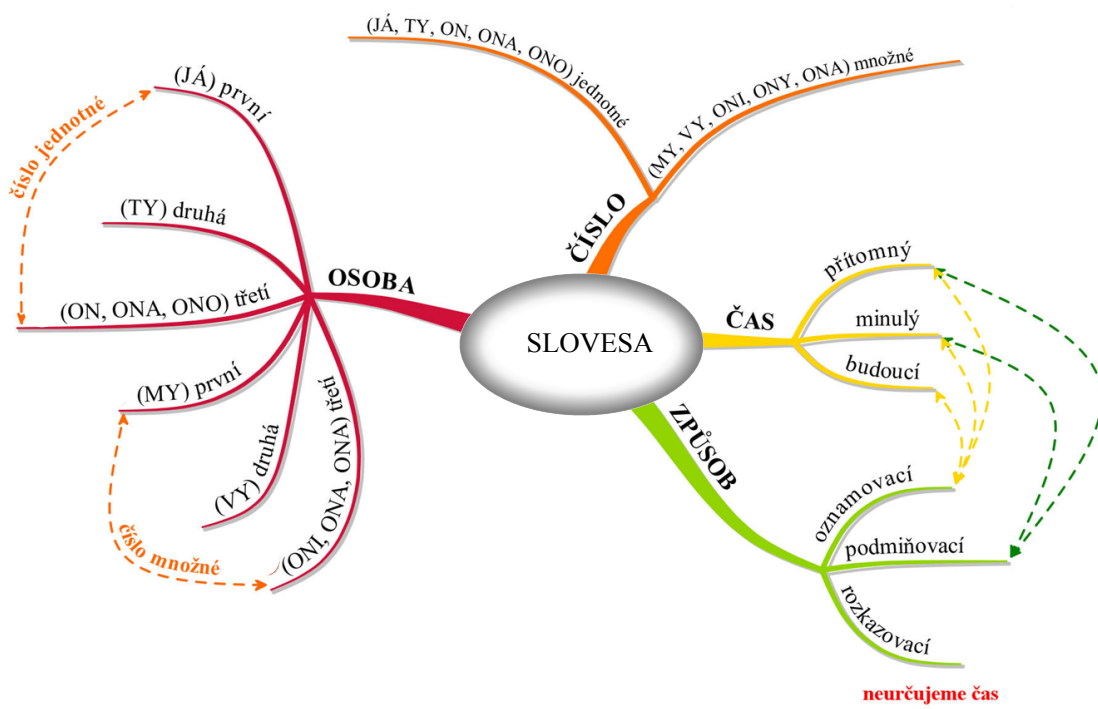 SLOVESA
OSOBA
(JÁ) první
(TY) druhá
(ON, ONA, ONO) třetí
(MY) první
(VY) druhá
(ONI, ONA, ONA) třetí
číslo jednotné
číslo množné
ČÍSLO
(JÁ, TY, ON, ONA, ONO) jednotné
(MY, VY, ONI, ONY, ONA) množné
ČAS
přítomný
minulý
budoucí
ZPŮSOB
oznamovací
podmiňovací
rozkazovací
neurčujeme čas